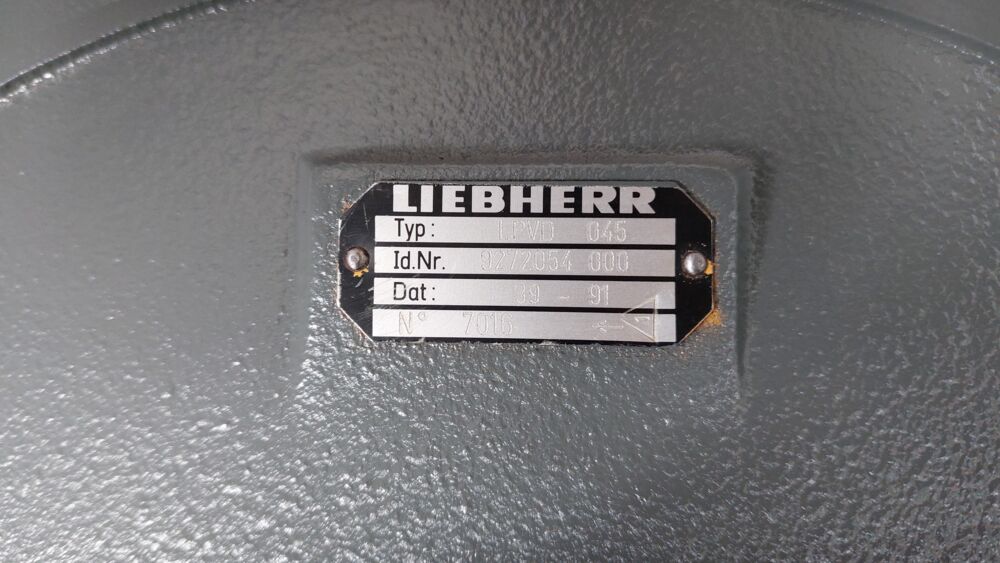 LIEBHERR
Typ: LPVD 045
Id.Nr. 9272054 000
Dat: 39 - 91
N° 7016